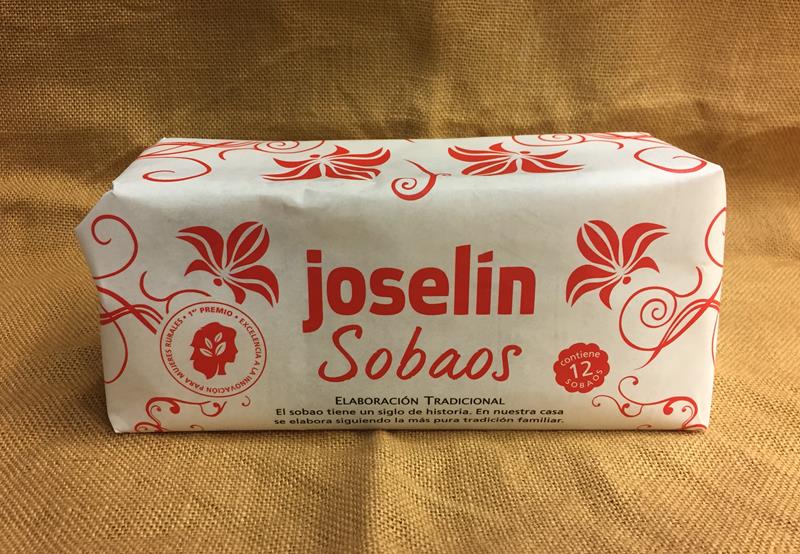 joselín
Sobaos
1er PREMIO • EXCELENCIA A LA INNOVACIÓN PARA MUJERES RURALES •
contiene
12
SOBAOS
ELABORACIÓN TRADICIONAL
El sobao tiene un siglo de historia. En nuestra casa
se elabora siguiendo la más pura tradición familiar.